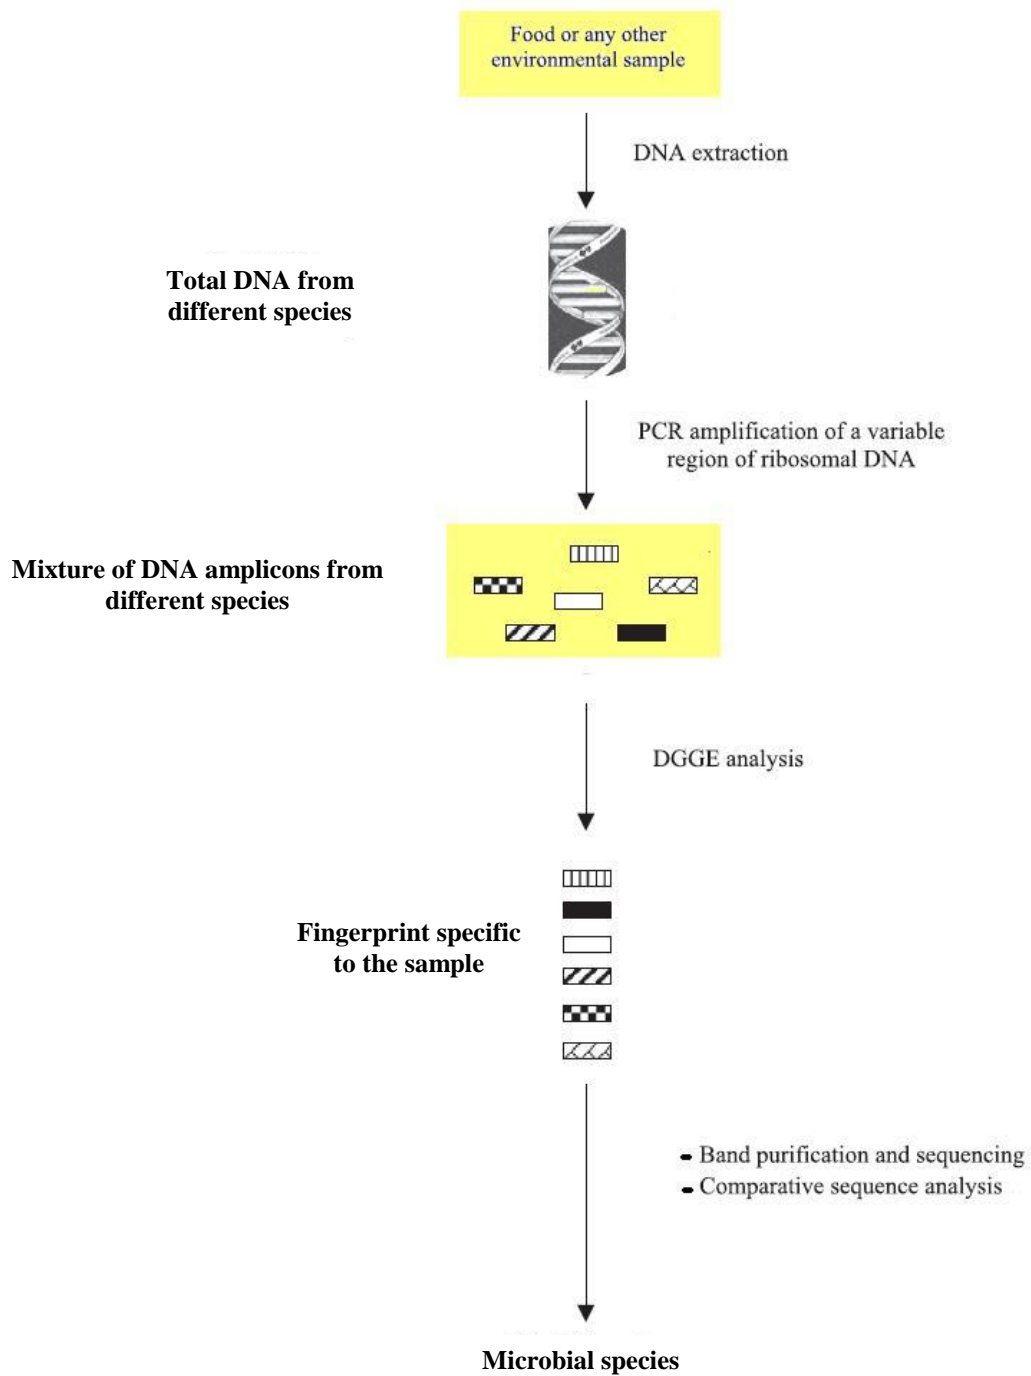 Food or any other
environmental sample
DNA extraction
Total DNA from
different species
PCR amplification of a variable
region of ribosomal DNA
Mixture of DNA amplicons from
different species
DGGE analysis
Fingerprint specific
to the sample
- Band purification and sequencing
- Comparative sequence analysis
Microbial species